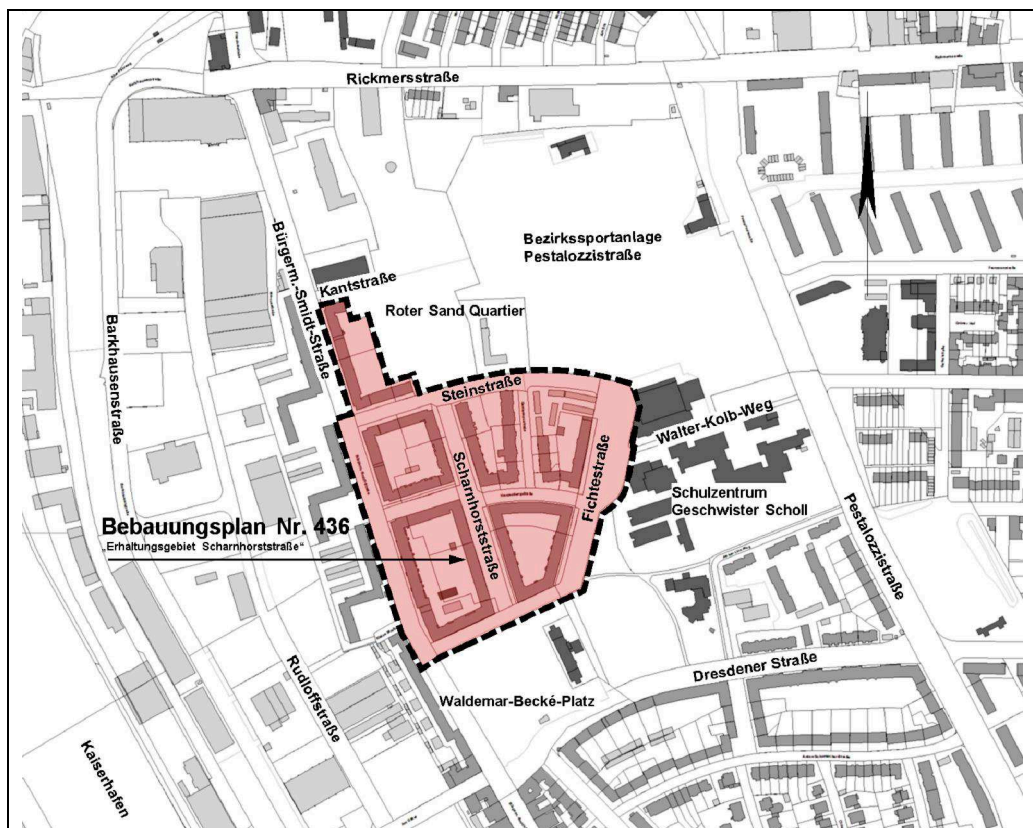 Rickmersstraße
Bezirkssportanlage
Pestalozzistraße
-Bürgerm.-Smidt-Straße
Kantstraße
Roter Sand Quartier
Barkhausenstraße
Steinstraße
Walter-Kolb-Weg
Scharnhorststraße
Fichtestraße
Schulzentrum
Geschwister Scholl
Bebauungsplan Nr. 436
„Erhaltungsgebiet Scharnhorststraße“
Pestalozzistraße
Dresdener Straße
Rudloffstraße
Waldemar-Becké-Platz
Kaiserhafen